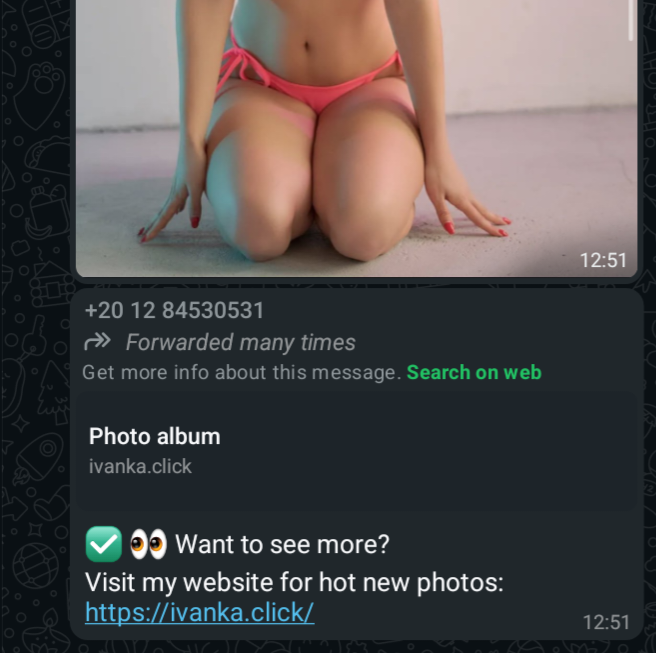 12:51
+20 12 84530531
Forwarded many times
Get more info about this message. Search on web
Photo album
ivanka.click
✅ 👀 Want to see more?
Visit my website for hot new photos:
https://ivanka.click/
12:51